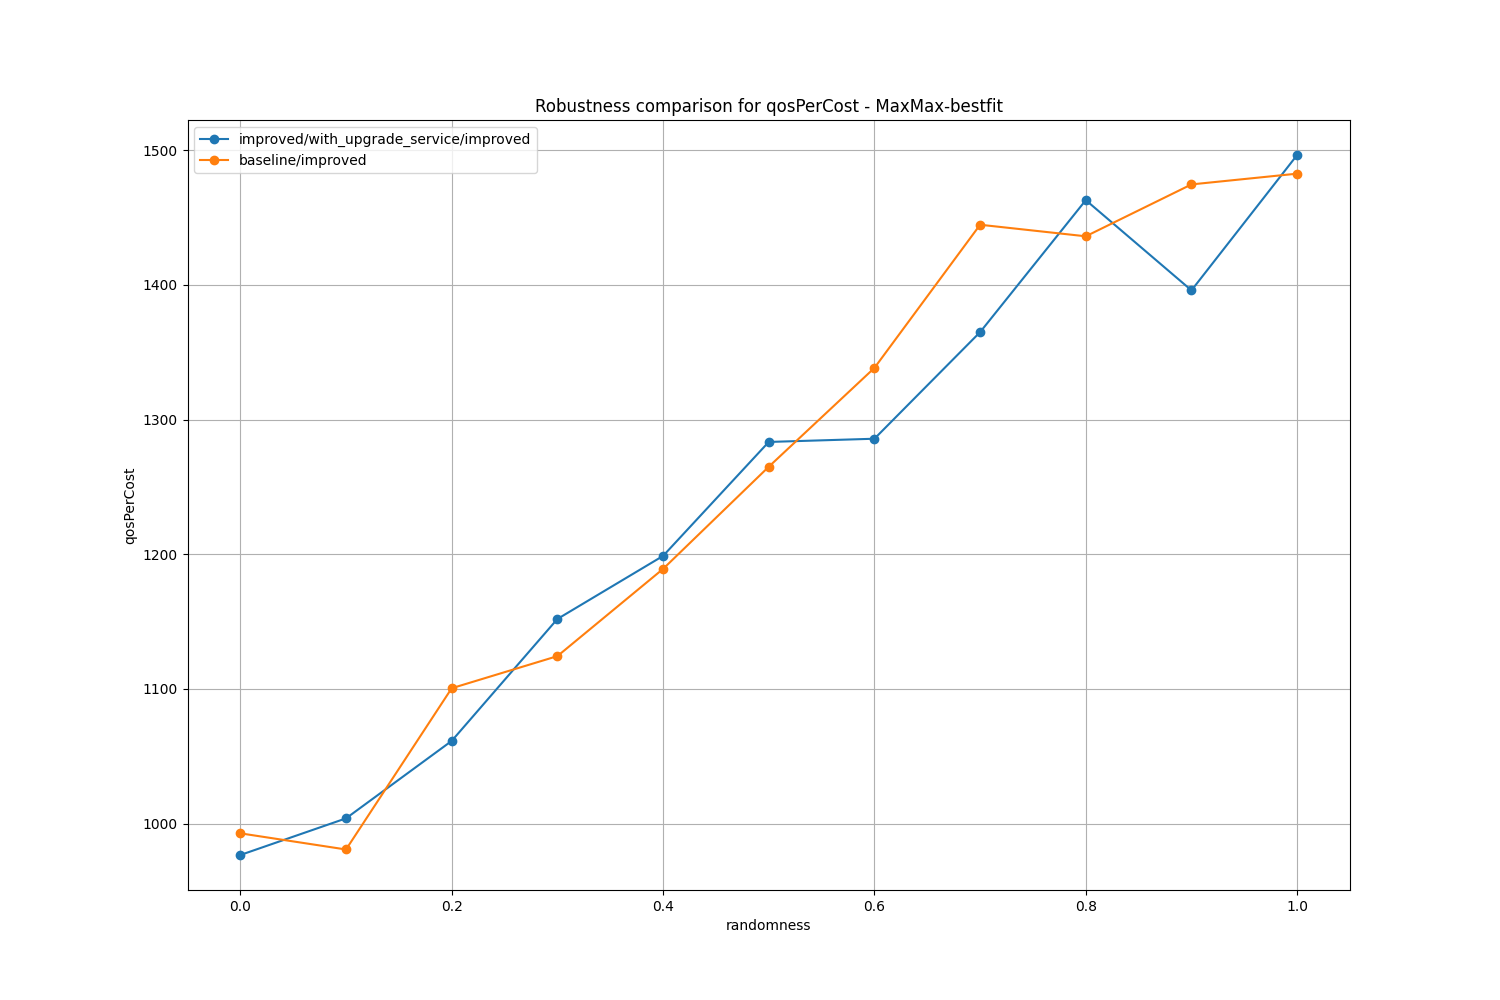 Robustness comparison for qosPerCost - MaxMax-bestfit
improved/with_upgrade_service/improved
baseline/improved
1500
1400
1300
1200
1100
1000
qosPerCost
0.0 0.2 0.4 0.6 0.8 1.0
randomness